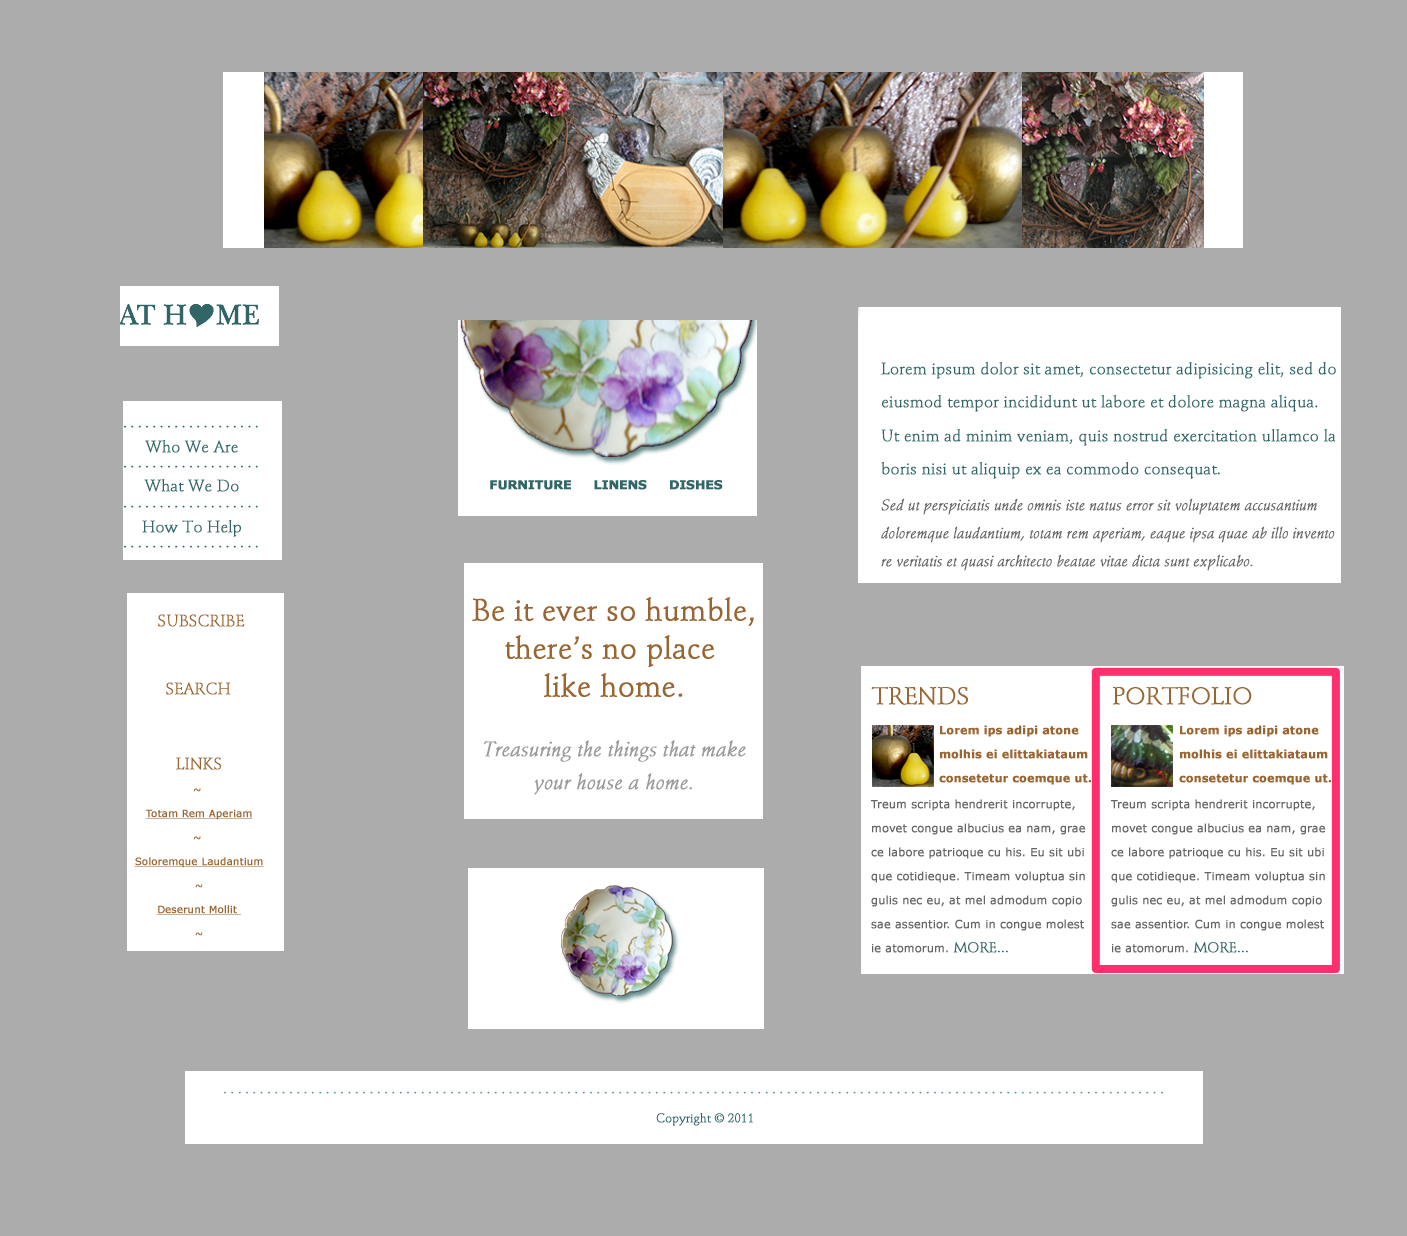 AT H♥ME
Who We Are
What We Do
How To Help
SUBSCRIBE
SEARCH
LINKS
~
Totam Rem Aperiam
~
Soloremque Laudantium
~
Deserunt Mollit
~
FURNITURE LINENS DISHES
Be it ever so humble,
there's no place
like home.
Treasuring the things that make
your house a home.
Lorem ipsum dolor sit amet, consectetur adipisicing elit, sed do
eiusmod tempor incididunt ut labore et dolore magna aliqua.
Ut enim ad minim veniam, quis nostrud exercitation ullamco la
boris nisi ut aliquip ex ea commodo consequat.
Sed ut perspiciatis unde omnis iste natus error sit voluptatem accusantium
doloremque laudantium, totam rem aperiam, eaque ipsa quae ab illo invento
re veritatis et quasi architecto beatae vitae dicta sunt explicabo.
TRENDS
Lorem ips adipi atone
molhis ei elittakiataum
consetetur coemque ut.
Treum scripta hendrerit incorrupte,
movet congue albucius ea nam, grae
ce labore patrioque cu his. Eu sit ubi
que cotidieque. Timeam voluptua sin
gulis nec eu, at mel admodum copio
sae assentior. Cum in congue molest
ie atomorum. MORE...
PORTFOLIO
Lorem ips adipi atone
molhis ei elittakiataum
consetetur coemque ut.
Treum scripta hendrerit incorrupte,
movet congue albucius ea nam, grae
ce labore patrioque cu his. Eu sit ubi
que cotidieque. Timeam voluptua sin
gulis nec eu, at mel admodum copio
sae assentior. Cum in congue molest
ie atomorum. MORE...
Copyright © 2011